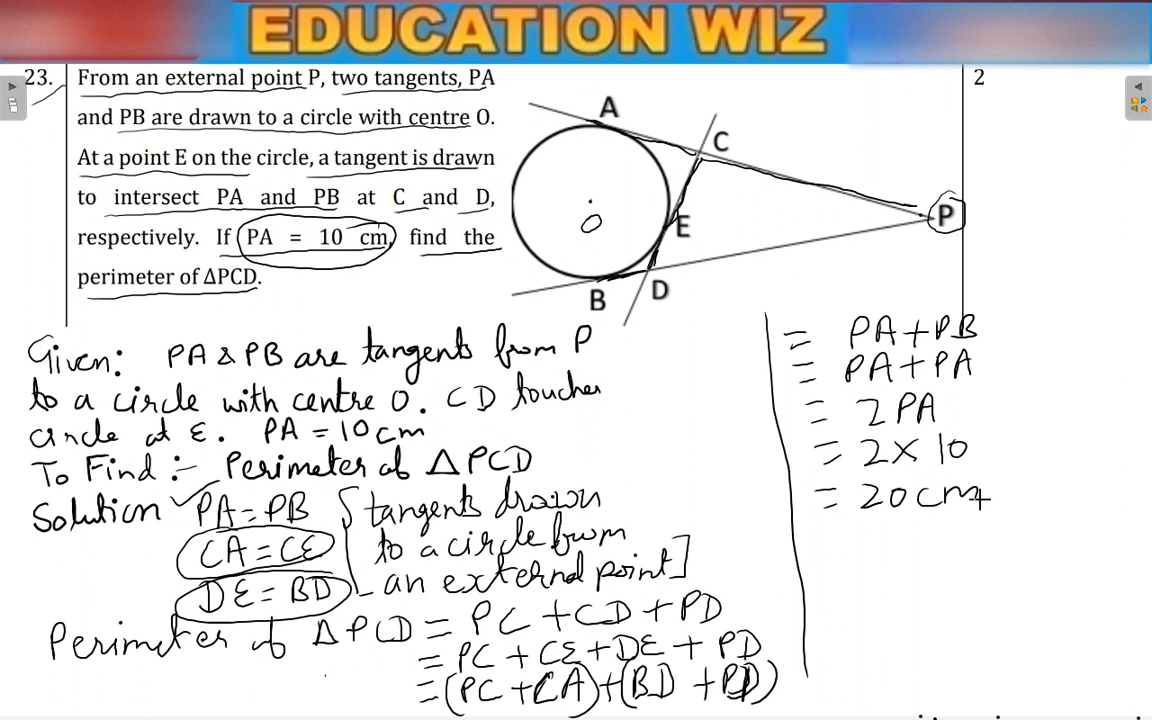 EDUCATION WIZ
23.
From an external point P, two tangents, PA
and PB are drawn to a circle with centre O.
At a point E on the circle, a tangent is drawn
to intersect PA and PB at C and D,
respectively. If PA = 10 cm, find the
perimeter of ΔPCD.
2
A
C
P
E
O
B
D
Given: PA & PB are tangents from P
to a circle with centre O. CD touches
circle at E. PA = 10 cm
To Find :- Perimeter of ΔPCD
Solution PA = PB [tangents drawn
CA = CE to a circle from
DE = BD an external point]
Perimeter of ΔPCD = PC + CD + PD
= PC + CE + DE + PD
= (PC + CA) + (BD + PD)
= PA + PB
= PA + PA
= 2PA
= 2 × 10
= 20 cm